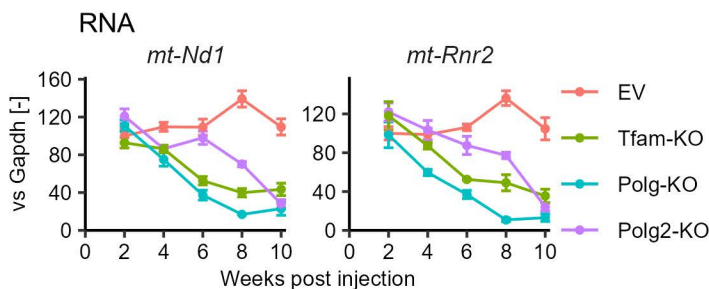 RNA
mt-Nd1
mt-Rnr2
vs Gapdh [-]
160
120
80
40
0
0 2 4 6 8 10
120
80
40
0
0 2 4 6 8 10
Weeks post injection
EV
Tfam-KO
Polg-KO
Polg2-KO